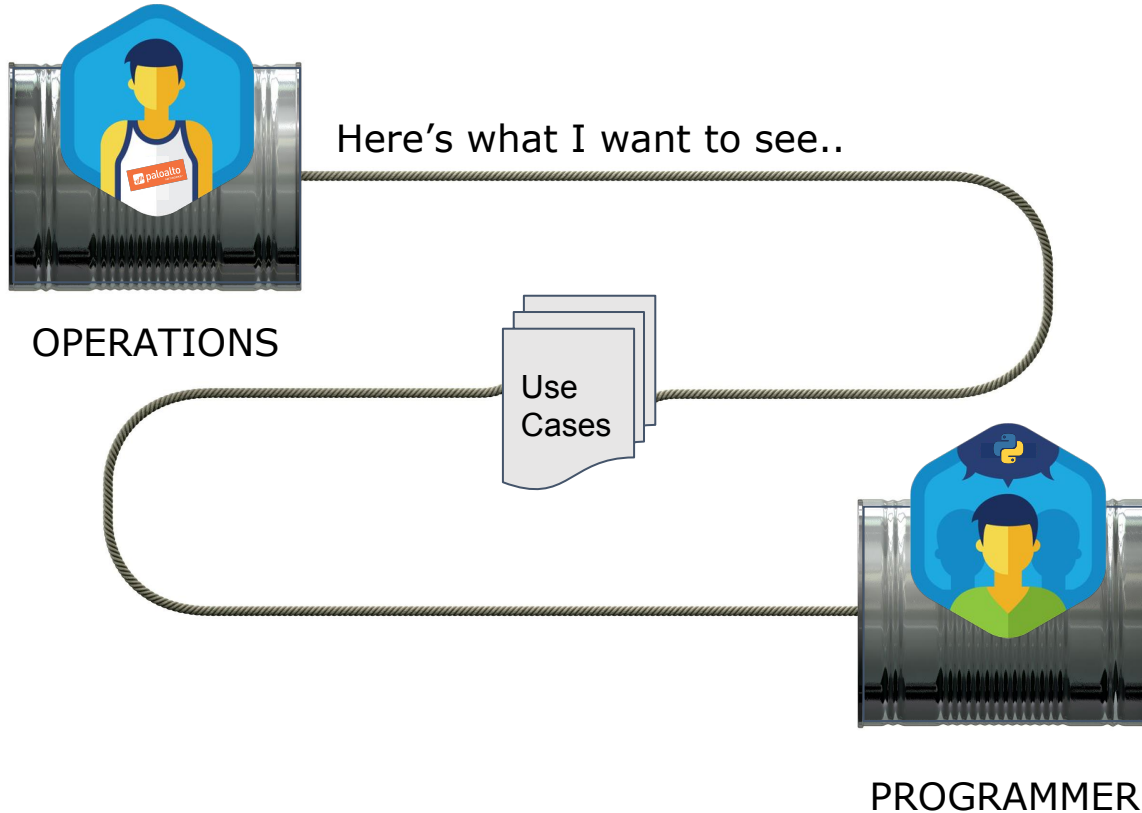 paloalto
Here’s what I want to see..
OPERATIONS
Use
Cases
PROGRAMMER